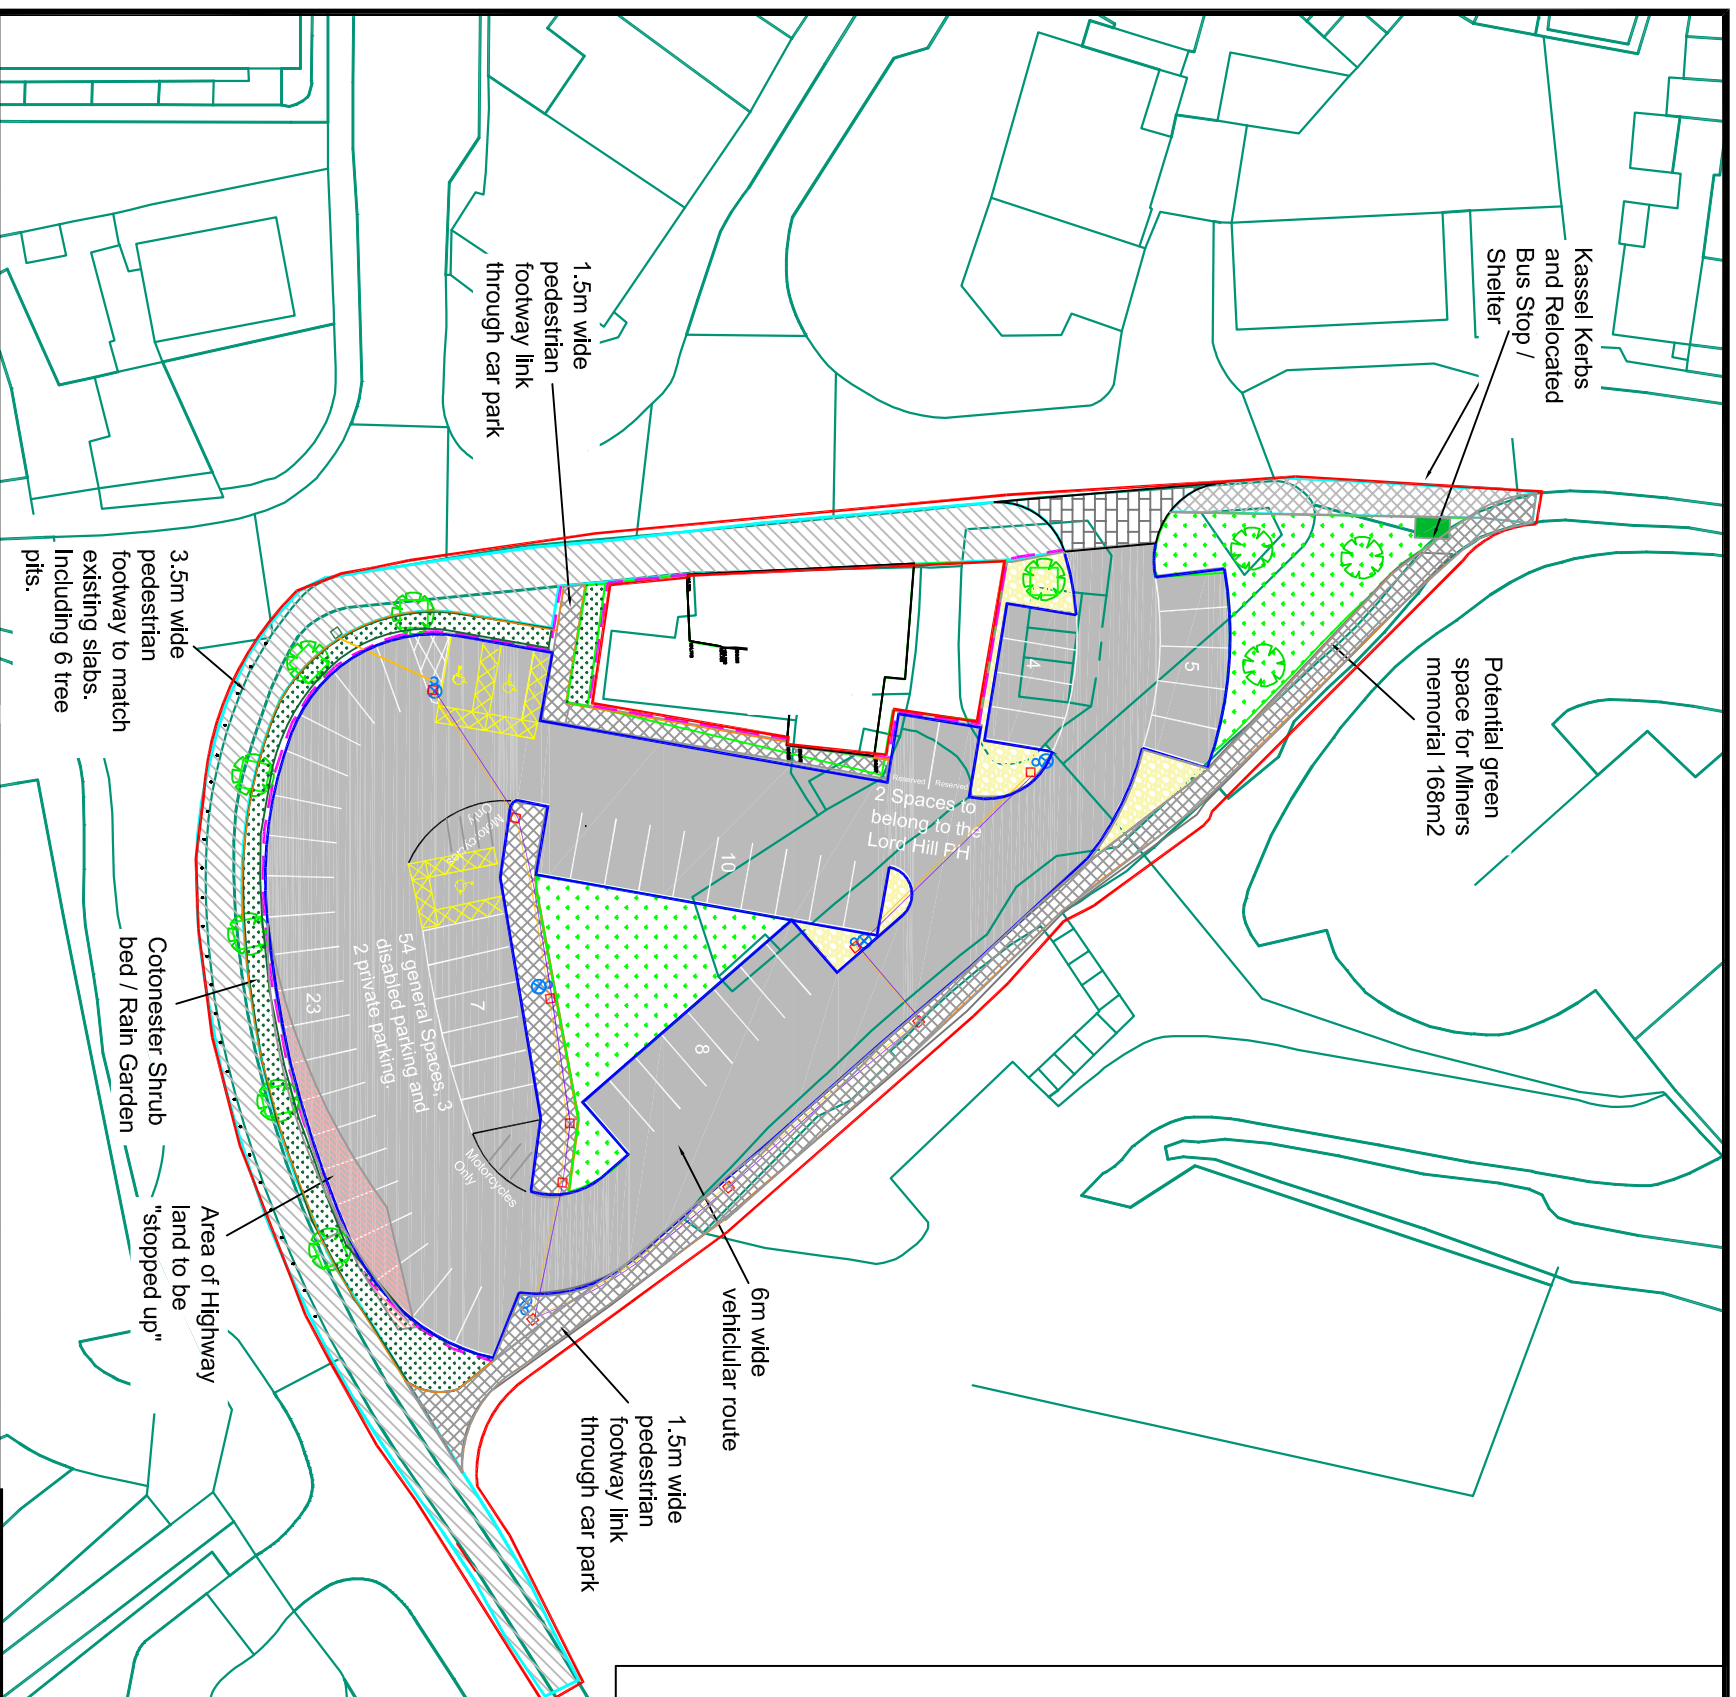 Kassel Kerbs
and Relocated
Bus Stop /
Shelter
1.5m wide
pedestrian
footway link
through car park
Potential green
space for Miners
memorial 168m2
5
4
Reserved
Reserved
2 Spaces to
belong to the
Lord Hill PH
10
3.5m wide
pedestrian
footway to match
existing slabs.
Including 6 tree
pits.
Motorcycles
Only
54 general Spaces, 3
disabled parking and
2 private parking.
7
23
8
Cotonester Shrub
bed / Rain Garden
Motorcycles
Only
Area of Highway
land to be
"stopped up"
6m wide
vehiclular route
1.5m wide
pedestrian
footway link
through car park